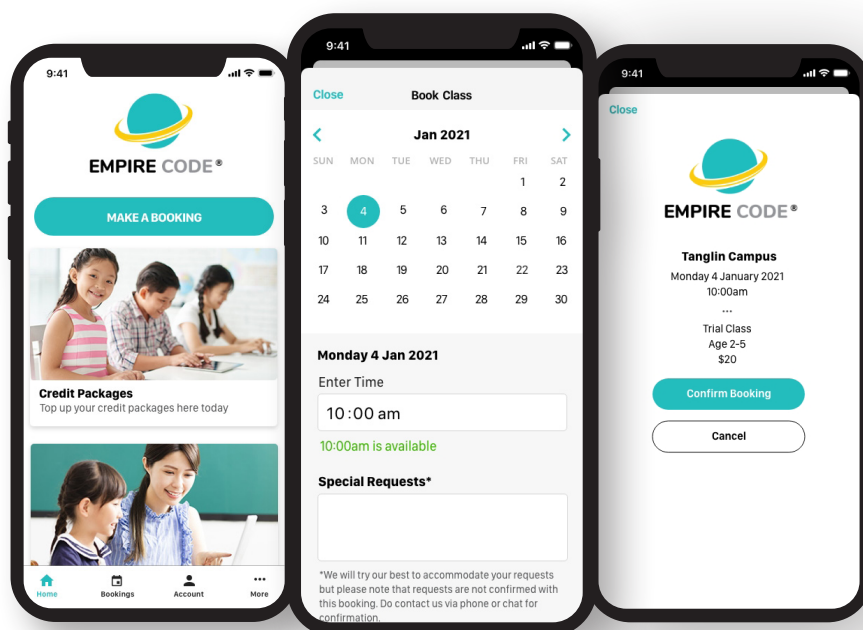 9:41
EMPIRE CODE®
MAKE A BOOKING
Credit Packages
Top up your credit packages here today
Home
Bookings
Account
More
9:41
Close
Book Class
Jan 2021
SUN MON TUE WED THU FRI SAT
1 2
3 4 5 6 7 8 9
10 11 12 13 14 15 16
17 18 19 20 21 22 23
24 25 26 27 28 29 30
Monday 4 Jan 2021
Enter Time
10:00 am
10:00am is available
Special Requests*
*We will try our best to accommodate your requests
but please note that requests are not confirmed with
this booking. Do contact us via phone or chat for
confirmation.
9:41
Close
EMPIRE CODE®
Tanglin Campus
Monday 4 January 2021
10:00am
...
Trial Class
Age 2-5
$20
Confirm Booking
Cancel